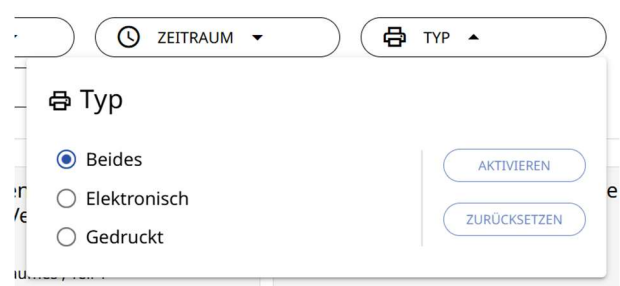 ZEITRAUM
TYP
Typ
Beides
Elektronisch
Gedruckt
AKTIVIEREN
ZURÜCKSETZEN